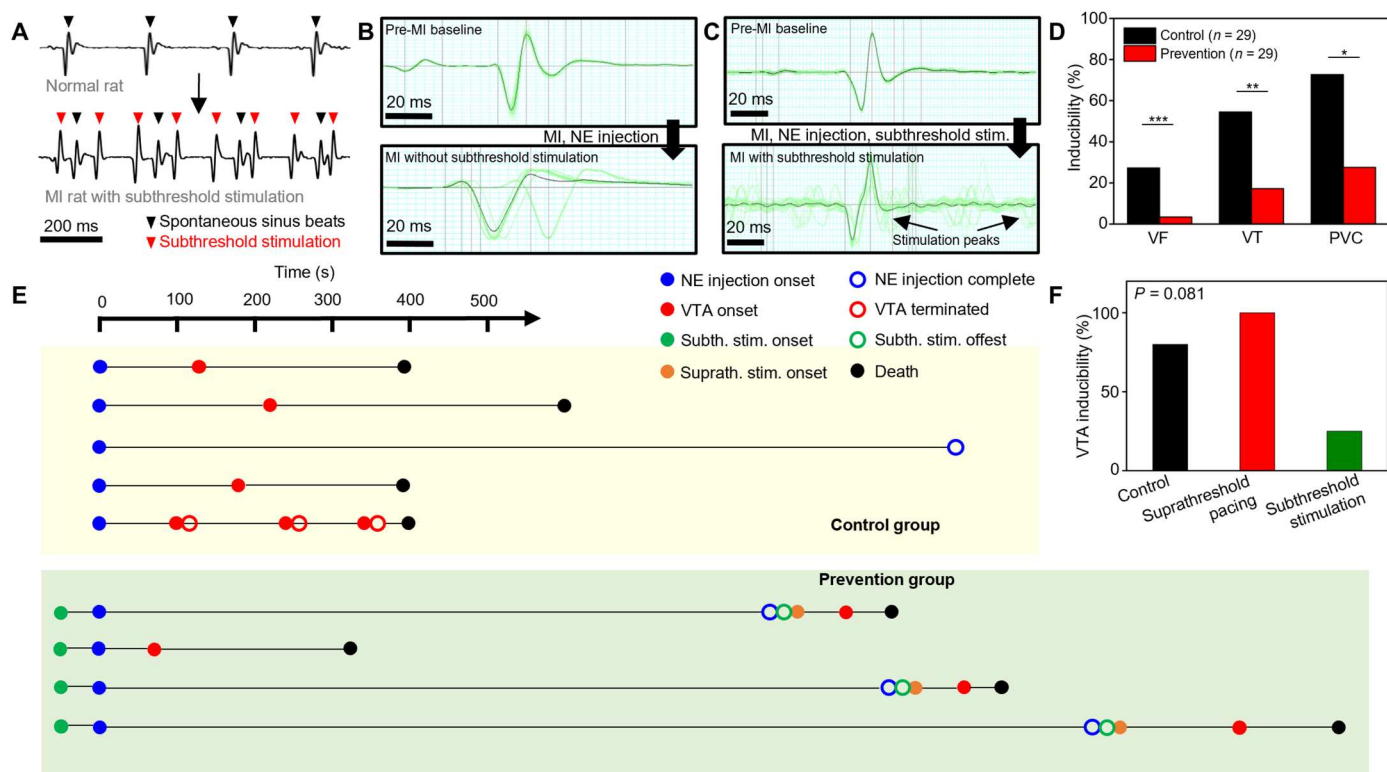 A
Normal rat
MI rat with subthreshold stimulation
200 ms
Spontaneous sinus beats
Subthreshold stimulation
B
Pre-MI baseline
20 ms
MI, NE injection
MI without subthreshold stimulation
20 ms
C
Pre-MI baseline
20 ms
MI, NE injection, subthreshold stim.
MI with subthreshold stimulation
20 ms
Stimulation peaks
D
Inducibility (%)
100
80
60
40
20
0
Control (n = 29)
Prevention (n = 29)
***
**
*
VF VT PVC
E
Time (s)
0 100 200 300 400 500
NE injection onset
NE injection complete
VTA onset
VTA terminated
Subth. stim. onset
Subth. stim. offest
Suprath. stim. onset
Death
Control group
Prevention group
F
VTA inducibility (%)
P = 0.081
100
50
0
Control
Suprathreshold
pacing
Subthreshold
stimulation